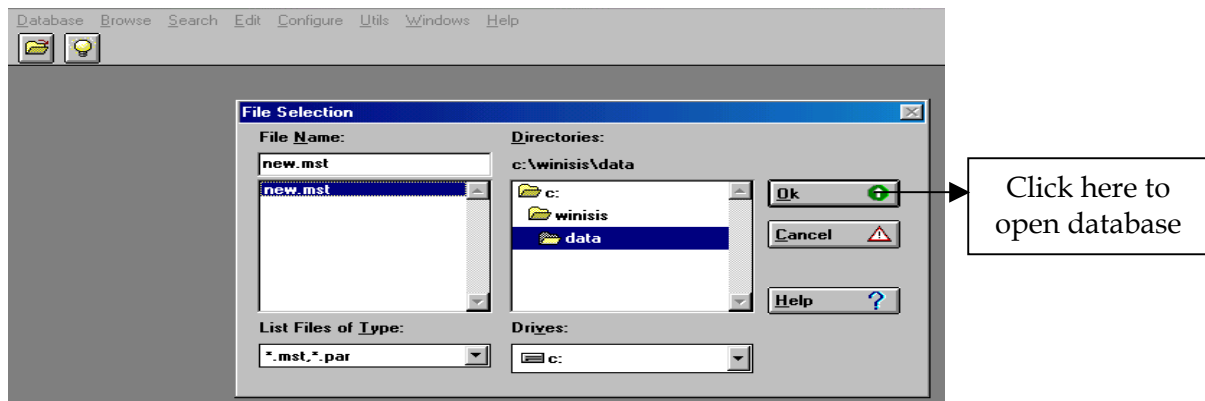 Database Browse Search Edit Configure Utils Windows Help
File Selection
File Name:
new.mst
new.mst
Directories:
c:\winisis\data
c:
winisis
data
Ok
Cancel
Help
?
List Files of Type:
*.mst,*.par
Drives:
c:
Click here to
open database